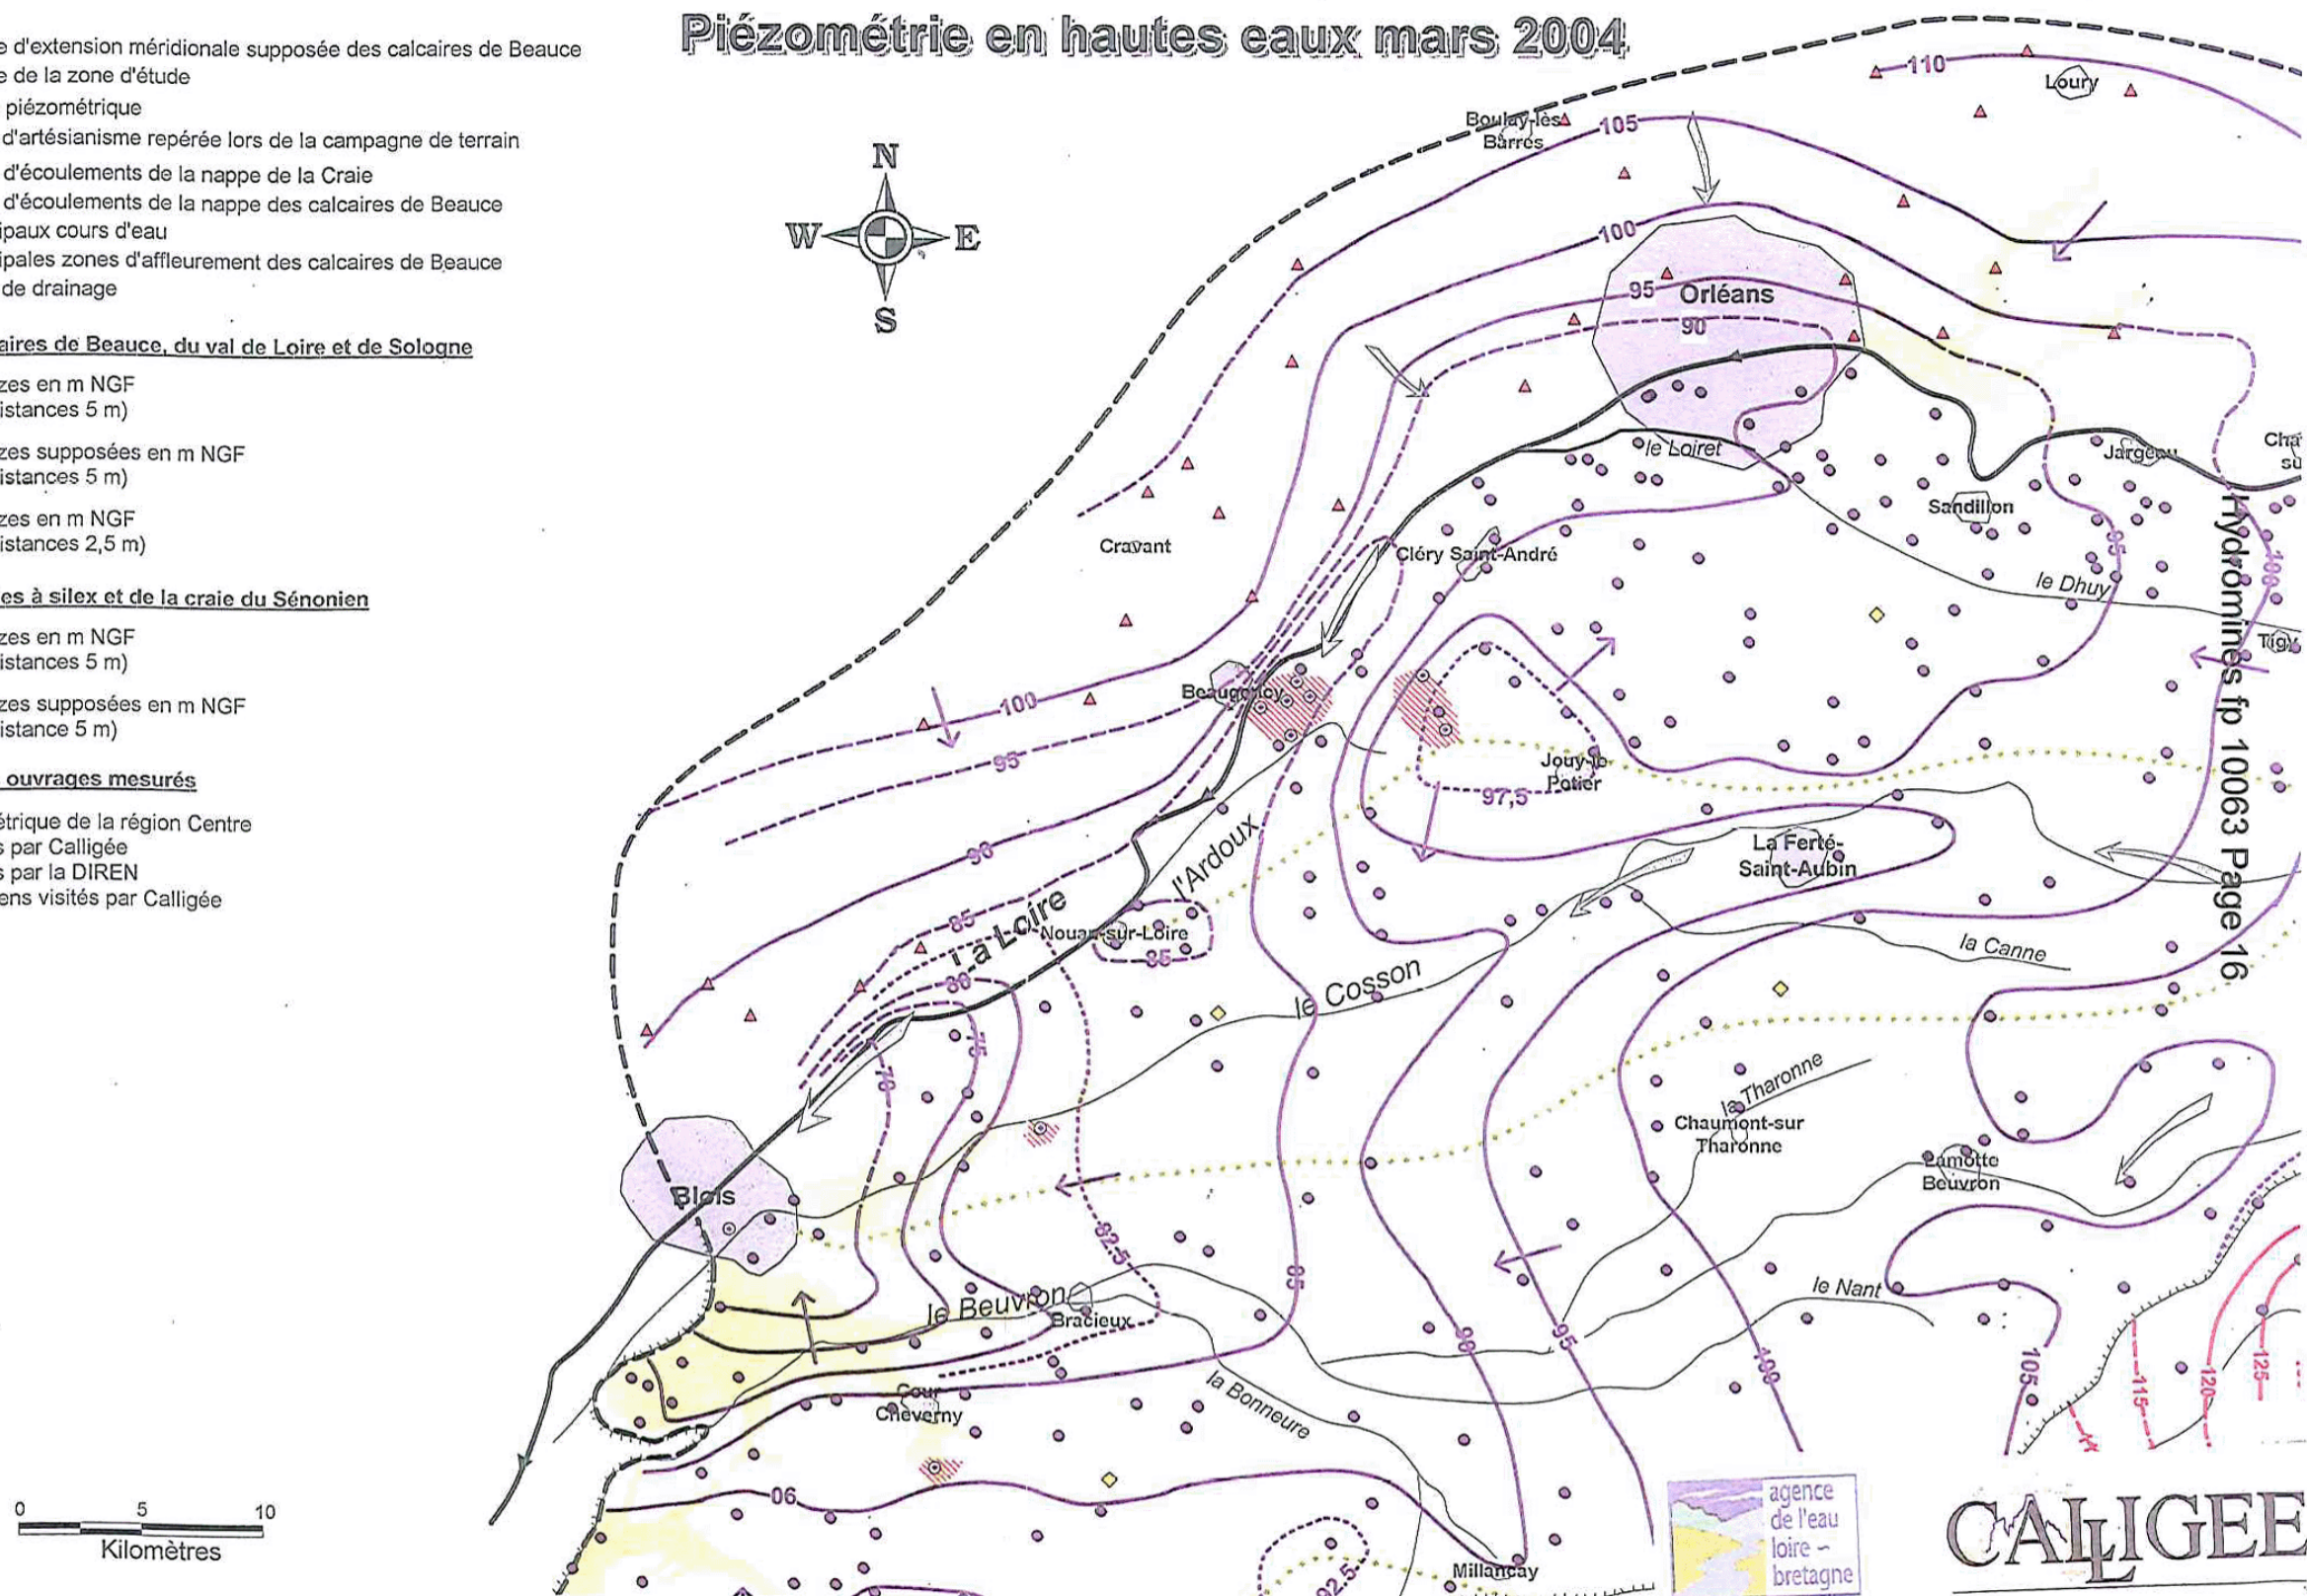 Piézométrie en hautes eaux mars 2004
e d'extension méridionale supposée des calcaires de Beauce
e de la zone d'étude
piézométrique
d'artésianisme repérée lors de la campagne de terrain
d'écoulements de la nappe de la Craie
d'écoulements de la nappe des calcaires de Beauce
ipaux cours d'eau
ipales zones d'affleurement des calcaires de Beauce
de drainage
aires de Beauce, du val de Loire et de Sologne
zes en m NGF
istances 5 m)
zes supposées en m NGF
istances 5 m)
zes en m NGF
istances 2,5 m)
es à silex et de la craie du Sénonien
zes en m NGF
istances 5 m)
zes supposées en m NGF
istance 5 m)
ouvrages mesurés
étrique de la région Centre
s par Calligée
s par la DIREN
ens visités par Calligée
0 5 10
Kilomètres
N
W E
S
110
Loury
Boulay-lès
Barres
105
100
95
Orléans
90
le Loiret
Jargeau
Cha
su
Sandillon
Cravant
Cléry Saint-André
95
100
le Dhuy
Tigy
Hydrominés fp 10063 Page 16
Beaugency
100
95
Jouy-le
Potier
97,5
90
l'Ardoux
La Ferté-
Saint-Aubin
85
La Loire
Nouan-sur-Loire
85
la Canne
80
le Cosson
75
70
la Tharonne
Chaumont-sur
Tharonne
Lamotte
Beuvron
Blois
82.5
85
le Beuvron
Bracieux
le Nant
90
95
100
105
115
120
125
Cour
Cheverny
la Bonneure
90
92.5
Millançay
agence
de l'eau
loire ~
bretagne
CALLIGEE